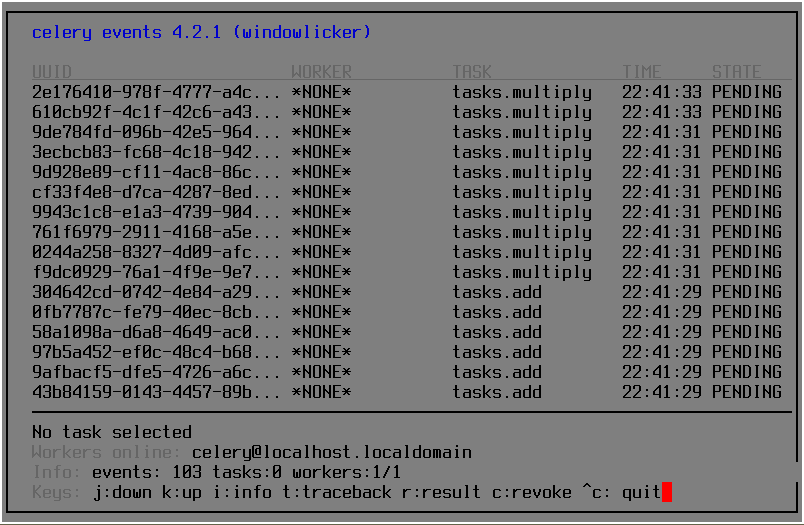 celery events 4.2.1 (windowlicker)
UUID WORKER TASK TIME STATE
2e176410-978f-4777-a4c... *NONE* tasks.multiply 22:41:33 PENDING
610cb92f-4c1f-42c6-a43... *NONE* tasks.multiply 22:41:33 PENDING
9de784fd-096b-42e5-964... *NONE* tasks.multiply 22:41:31 PENDING
3ecbcb83-fc68-4c18-942... *NONE* tasks.multiply 22:41:31 PENDING
9d928e89-cf11-4ac8-86c... *NONE* tasks.multiply 22:41:31 PENDING
cf33f4e8-d7ca-4287-8ed... *NONE* tasks.multiply 22:41:31 PENDING
9943c1c8-e1a3-4739-904... *NONE* tasks.multiply 22:41:31 PENDING
761f6979-2911-4168-a5e... *NONE* tasks.multiply 22:41:31 PENDING
0244a258-8327-4d09-afc... *NONE* tasks.multiply 22:41:31 PENDING
f9dc0929-76a1-4f9e-9e7... *NONE* tasks.multiply 22:41:31 PENDING
304642cd-0742-4e84-a29... *NONE* tasks.add 22:41:29 PENDING
0fb7787c-fe79-40ec-8cb... *NONE* tasks.add 22:41:29 PENDING
58a1098a-d6a8-4649-ac0... *NONE* tasks.add 22:41:29 PENDING
97b5a452-ef0c-48c4-b68... *NONE* tasks.add 22:41:29 PENDING
9afbacf5-dfe5-4726-a6c... *NONE* tasks.add 22:41:29 PENDING
43b84159-0143-4457-89b... *NONE* tasks.add 22:41:29 PENDING
No task selected
Workers online: celery@localhost.localdomain
Info: events: 103 tasks:0 workers:1/1
Keys: j:down k:up i:info t:traceback r:result c:revoke ^c: quit